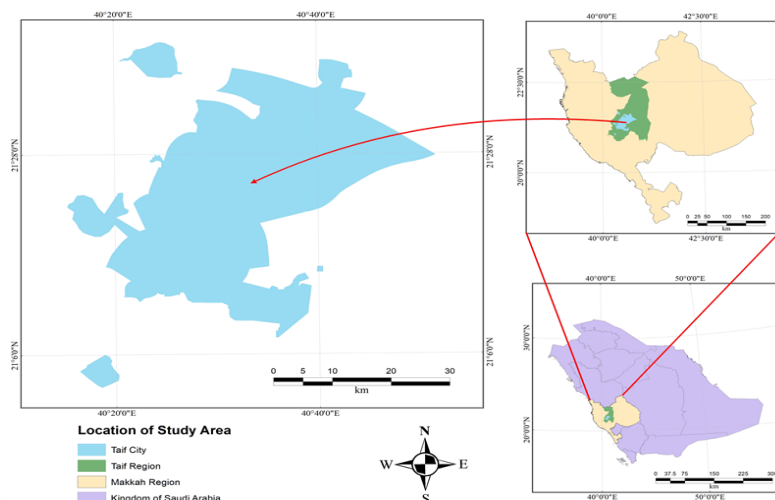 40°20'0"E 40°40'0"E
21°28'0"N 21°28'0"N
21°6'0"N 21°6'0"N
0 5 10 20 30
km
40°20'0"E 40°40'0"E
40°0'0"E 42°30'0"E
22°30'0"N
20°0'0"N
0 25 50 100 150 200
km
40°0'0"E 42°30'0"E
40°0'0"E 50°0'0"E
30°0'0"N
20°0'0"N
0 37.5 75 150 225
km
40°0'0"E 50°0'0"E
Location of Study Area
Taif City
Taif Region
Makkah Region
Kingdom of Saudi Arabia
N
W E
S